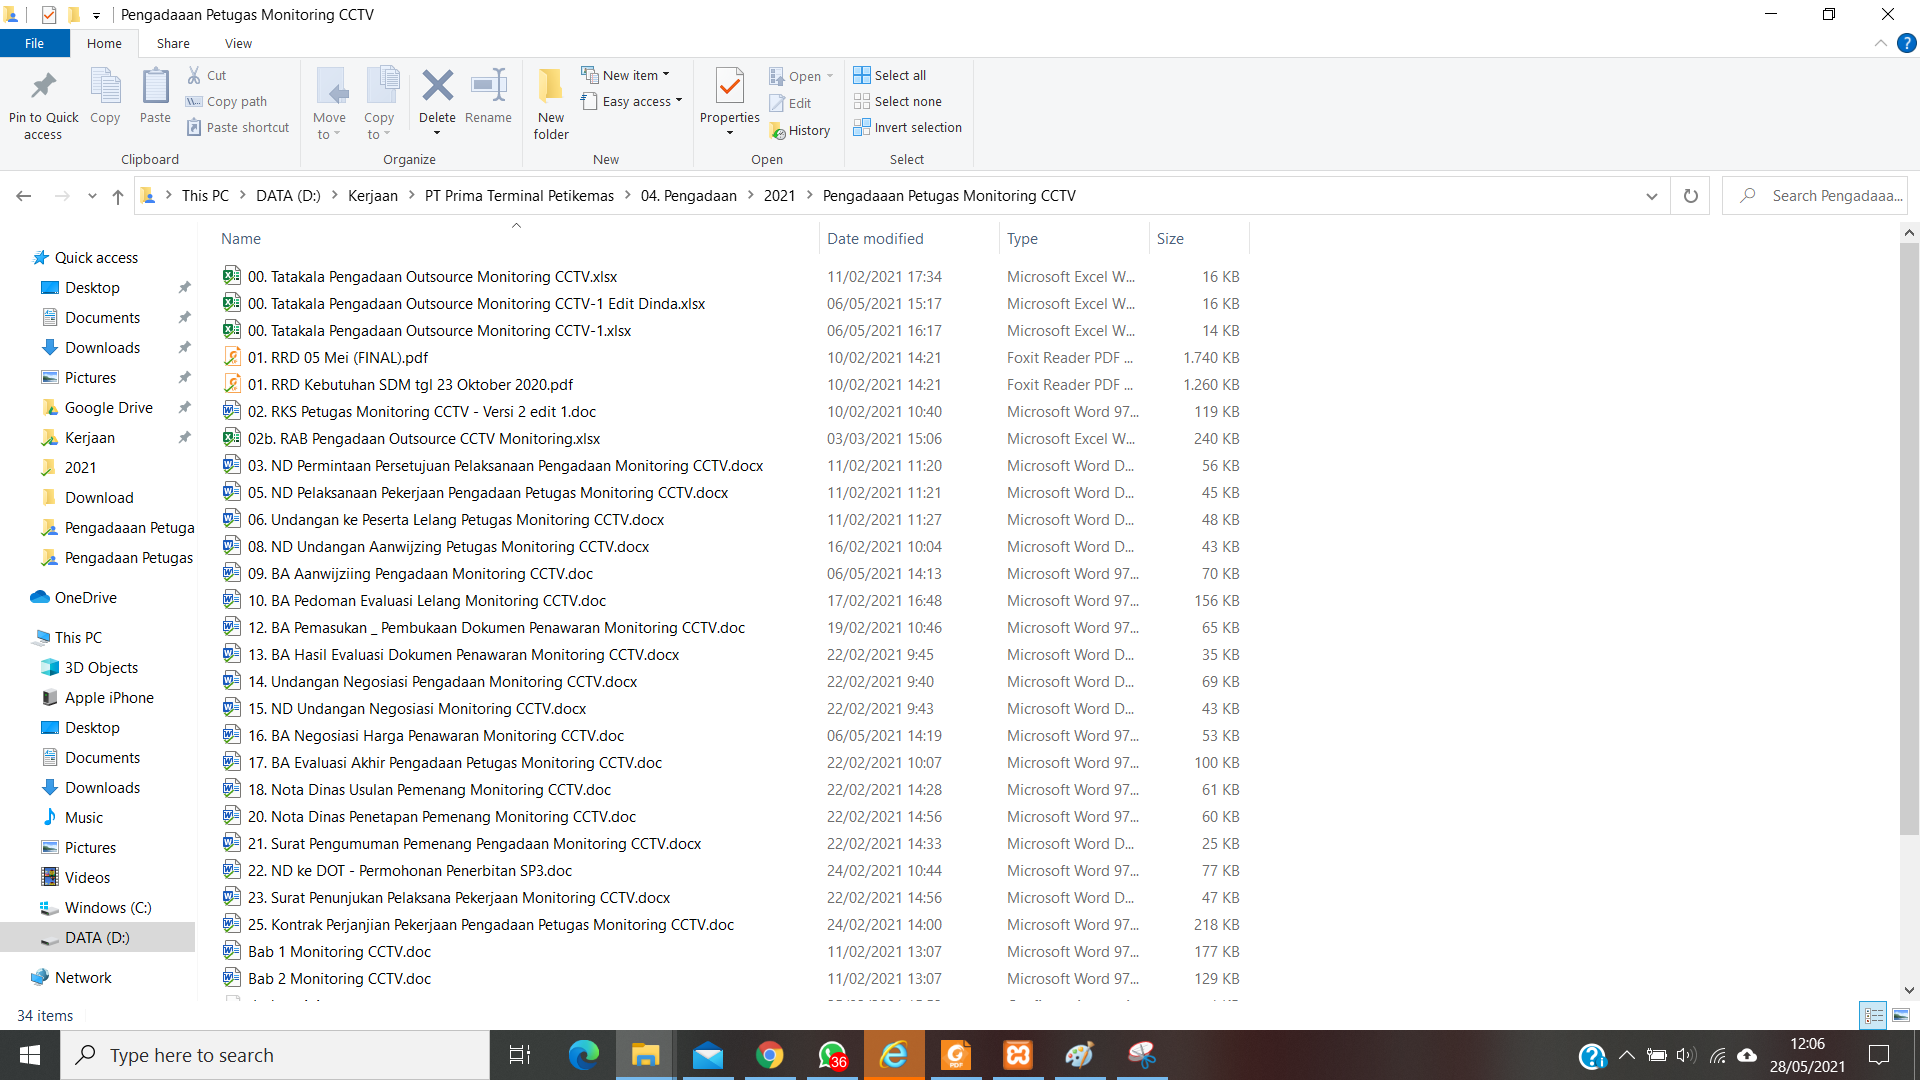 Pengadaaan Petugas Monitoring CCTV
File Home Share View
Pin to Quick access
Copy
Paste
Cut
Copy path
Paste shortcut
Clipboard
Move to
Copy to
Delete
Rename
Organize
New folder
New item
Easy access
New
Properties
Open
Edit
History
Open
Select all
Select none
Invert selection
Select
This PC > DATA (D:) > Kerjaan > PT Prima Terminal Petikemas > 04. Pengadaan > 2021 > Pengadaaan Petugas Monitoring CCTV
Search Pengadaaa...
Quick access
Desktop
Documents
Downloads
Pictures
Google Drive
Kerjaan
2021
Download
Pengadaaan Petuga
Pengadaan Petugas
OneDrive
This PC
3D Objects
Apple iPhone
Desktop
Documents
Downloads
Music
Pictures
Videos
Windows (C:)
DATA (D:)
Network
Name Date modified Type Size
00. Tatakala Pengadaan Outsource Monitoring CCTV.xlsx 11/02/2021 17:34 Microsoft Excel W... 16 KB
00. Tatakala Pengadaan Outsource Monitoring CCTV-1 Edit Dinda.xlsx 06/05/2021 15:17 Microsoft Excel W... 16 KB
00. Tatakala Pengadaan Outsource Monitoring CCTV-1.xlsx 06/05/2021 16:17 Microsoft Excel W... 14 KB
01. RRD 05 Mei (FINAL).pdf 10/02/2021 14:21 Foxit Reader PDF ... 1.740 KB
01. RRD Kebutuhan SDM tgl 23 Oktober 2020.pdf 10/02/2021 14:21 Foxit Reader PDF ... 1.260 KB
02. RKS Petugas Monitoring CCTV - Versi 2 edit 1.doc 10/02/2021 10:40 Microsoft Word 97... 119 KB
02b. RAB Pengadaan Outsource CCTV Monitoring.xlsx 03/03/2021 15:06 Microsoft Excel W... 240 KB
03. ND Permintaan Persetujuan Pelaksanaan Pengadaan Monitoring CCTV.docx 11/02/2021 11:20 Microsoft Word D... 56 KB
05. ND Pelaksanaan Pekerjaan Pengadaan Petugas Monitoring CCTV.docx 11/02/2021 11:21 Microsoft Word D... 45 KB
06. Undangan ke Peserta Lelang Petugas Monitoring CCTV.docx 11/02/2021 11:27 Microsoft Word D... 48 KB
08. ND Undangan Aanwijzing Petugas Monitoring CCTV.docx 16/02/2021 10:04 Microsoft Word D... 43 KB
09. BA Aanwijziing Pengadaan Monitoring CCTV.doc 06/05/2021 14:13 Microsoft Word 97... 70 KB
10. BA Pedoman Evaluasi Lelang Monitoring CCTV.doc 17/02/2021 16:48 Microsoft Word 97... 156 KB
12. BA Pemasukan _ Pembukaan Dokumen Penawaran Monitoring CCTV.doc 19/02/2021 10:46 Microsoft Word 97... 65 KB
13. BA Hasil Evaluasi Dokumen Penawaran Monitoring CCTV.docx 22/02/2021 9:45 Microsoft Word D... 35 KB
14. Undangan Negosiasi Pengadaan Monitoring CCTV.docx 22/02/2021 9:40 Microsoft Word D... 69 KB
15. ND Undangan Negosiasi Monitoring CCTV.docx 22/02/2021 9:43 Microsoft Word D... 43 KB
16. BA Negosiasi Harga Penawaran Monitoring CCTV.doc 06/05/2021 14:19 Microsoft Word 97... 53 KB
17. BA Evaluasi Akhir Pengadaan Petugas Monitoring CCTV.doc 22/02/2021 10:07 Microsoft Word 97... 100 KB
18. Nota Dinas Usulan Pemenang Monitoring CCTV.doc 22/02/2021 14:28 Microsoft Word 97... 61 KB
20. Nota Dinas Penetapan Pemenang Monitoring CCTV.doc 22/02/2021 14:56 Microsoft Word 97... 60 KB
21. Surat Pengumuman Pemenang Pengadaan Monitoring CCTV.docx 22/02/2021 14:33 Microsoft Word D... 25 KB
22. ND ke DOT - Permohonan Penerbitan SP3.doc 24/02/2021 10:44 Microsoft Word 97... 77 KB
23. Surat Penunjukan Pelaksana Pekerjaan Monitoring CCTV.docx 22/02/2021 14:56 Microsoft Word D... 47 KB
25. Kontrak Perjanjian Pekerjaan Pengadaan Petugas Monitoring CCTV.doc 24/02/2021 14:00 Microsoft Word 97... 218 KB
Bab 1 Monitoring CCTV.doc 11/02/2021 13:07 Microsoft Word 97... 177 KB
Bab 2 Monitoring CCTV.doc 11/02/2021 13:07 Microsoft Word 97... 129 KB
34 items
Type here to search
36
PDF
12:06
28/05/2021